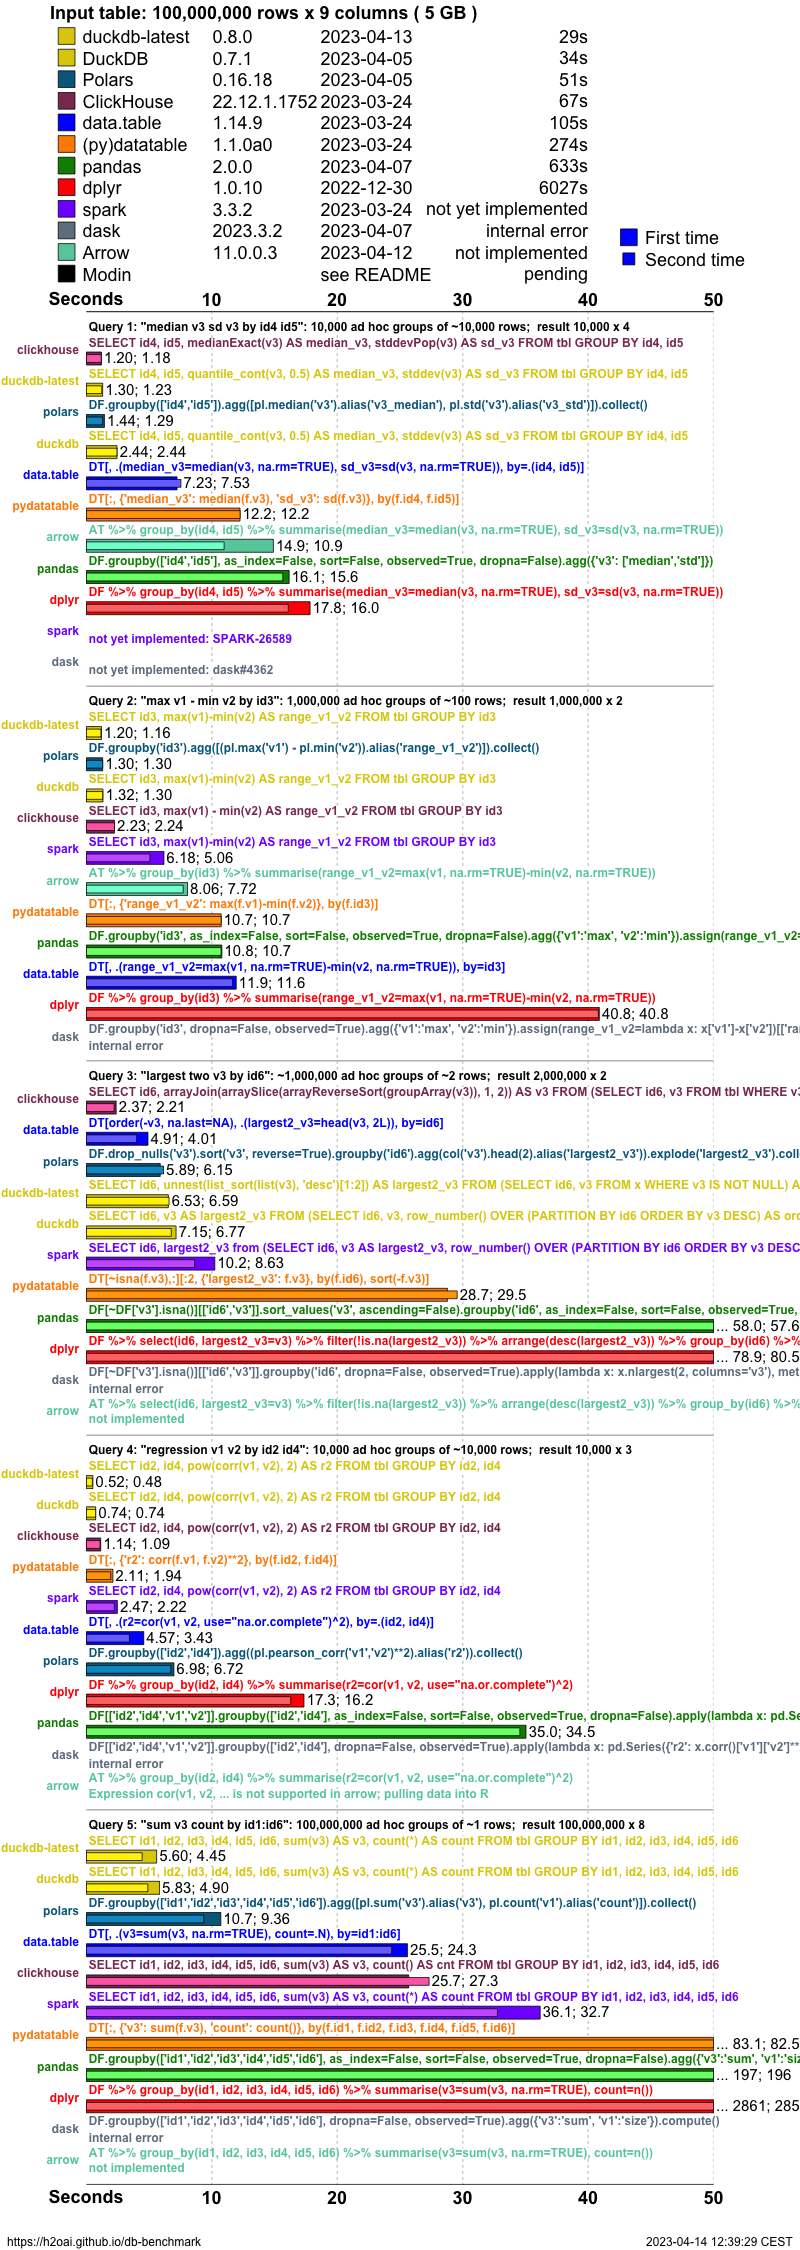 Input table: 100,000,000 rows x 9 columns ( 5 GB )
duckdb-latest 0.8.0 2023-04-13 29s
DuckDB 0.7.1 2023-04-05 34s
Polars 0.16.18 2023-04-05 51s
ClickHouse 22.12.1.1752 2023-03-24 67s
data.table 1.14.9 2023-03-24 105s
(py)datatable 1.1.0a0 2023-03-24 274s
pandas 2.0.0 2023-04-07 633s
dplyr 1.0.10 2022-12-30 6027s
spark 3.3.2 2023-03-24 not yet implemented
dask 2023.3.2 2023-04-07 internal error
Arrow 11.0.0.3 2023-04-12 not implemented
Modin see README pending
First time
Second time
Seconds 10 20 30 40 50
Query 1: "median v3 sd v3 by id4 id5": 10,000 ad hoc groups of ~10,000 rows; result 10,000 x 4
SELECT id4, id5, medianExact(v3) AS median_v3, stddevPop(v3) AS sd_v3 FROM tbl GROUP BY id4, id5
clickhouse 1.20; 1.18
SELECT id4, id5, quantile_cont(v3, 0.5) AS median_v3, stddev(v3) AS sd_v3 FROM tbl GROUP BY id4, id5
duckdb-latest 1.30; 1.23
DF.groupby(['id4','id5']).agg([pl.median('v3').alias('v3_median'), pl.std('v3').alias('v3_std')]).collect()
polars 1.44; 1.29
SELECT id4, id5, quantile_cont(v3, 0.5) AS median_v3, stddev(v3) AS sd_v3 FROM tbl GROUP BY id4, id5
duckdb 2.44; 2.44
DT[, .(median_v3=median(v3, na.rm=TRUE), sd_v3=sd(v3, na.rm=TRUE)), by=.(id4, id5)]
data.table 7.23; 7.53
DT[:, {'median_v3': median(f.v3), 'sd_v3': sd(f.v3)}, by(f.id4, f.id5)]
pydatatable 12.2; 12.2
AT %>% group_by(id4, id5) %>% summarise(median_v3=median(v3, na.rm=TRUE), sd_v3=sd(v3, na.rm=TRUE))
arrow 14.9; 10.9
DF.groupby(['id4','id5'], as_index=False, sort=False, observed=True, dropna=False).agg({'v3': ['median','std']})
pandas 16.1; 15.6
DF %>% group_by(id4, id5) %>% summarise(median_v3=median(v3, na.rm=TRUE), sd_v3=sd(v3, na.rm=TRUE))
dplyr 17.8; 16.0
spark not yet implemented: SPARK-26589
dask not yet implemented: dask#4362
Query 2: "max v1 - min v2 by id3": 1,000,000 ad hoc groups of ~100 rows; result 1,000,000 x 2
SELECT id3, max(v1)-min(v2) AS range_v1_v2 FROM tbl GROUP BY id3
duckdb-latest 1.20; 1.16
DF.groupby('id3').agg([(pl.max('v1') - pl.min('v2')).alias('range_v1_v2')]).collect()
polars 1.30; 1.30
SELECT id3, max(v1)-min(v2) AS range_v1_v2 FROM tbl GROUP BY id3
duckdb 1.32; 1.30
SELECT id3, max(v1) - min(v2) AS range_v1_v2 FROM tbl GROUP BY id3
clickhouse 2.23; 2.24
SELECT id3, max(v1)-min(v2) AS range_v1_v2 FROM tbl GROUP BY id3
spark 6.18; 5.06
AT %>% group_by(id3) %>% summarise(range_v1_v2=max(v1, na.rm=TRUE)-min(v2, na.rm=TRUE))
arrow 8.06; 7.72
DT[:, {'range_v1_v2': max(f.v1)-min(f.v2)}, by(f.id3)]
pydatatable 10.7; 10.7
DF.groupby('id3', as_index=False, sort=False, observed=True, dropna=False).agg({'v1':'max', 'v2':'min'}).assign(range_v1_v2=
pandas 10.8; 10.7
DT[, .(range_v1_v2=max(v1, na.rm=TRUE)-min(v2, na.rm=TRUE)), by=id3]
data.table 11.9; 11.6
DF %>% group_by(id3) %>% summarise(range_v1_v2=max(v1, na.rm=TRUE)-min(v2, na.rm=TRUE))
dplyr 40.8; 40.8
DF.groupby('id3', dropna=False, observed=True).agg({'v1':'max', 'v2':'min'}).assign(range_v1_v2=lambda x: x['v1']-x['v2'])[['ran
dask internal error
Query 3: "largest two v3 by id6": ~1,000,000 ad hoc groups of ~2 rows; result 2,000,000 x 2
SELECT id6, arrayJoin(arraySlice(arrayReverseSort(groupArray(v3)), 1, 2)) AS v3 FROM (SELECT id6, v3 FROM tbl WHERE v3
clickhouse 2.37; 2.21
DT[order(-v3, na.last=NA), .(largest2_v3=head(v3, 2L)), by=id6]
data.table 4.91; 4.01
DF.drop_nulls('v3').sort('v3', reverse=True).groupby('id6').agg(col('v3').head(2).alias('largest2_v3')).explode('largest2_v3').coll
polars 5.89; 6.15
SELECT id6, unnest(list_sort(list(v3), 'desc')[1:2]) AS largest2_v3 FROM (SELECT id6, v3 FROM x WHERE v3 IS NOT NULL) A
duckdb-latest 6.53; 6.59
SELECT id6, v3 AS largest2_v3 FROM (SELECT id6, v3, row_number() OVER (PARTITION BY id6 ORDER BY v3 DESC) AS ord
duckdb 7.15; 6.77
SELECT id6, largest2_v3 from (SELECT id6, v3 AS largest2_v3, row_number() OVER (PARTITION BY id6 ORDER BY v3 DESC
spark 10.2; 8.63
DT[~isna(f.v3),:][:2, {'largest2_v3': f.v3}, by(f.id6), sort(-f.v3)]
pydatatable 28.7; 29.5
DF[~DF['v3'].isna()][['id6','v3']].sort_values('v3', ascending=False).groupby('id6', as_index=False, sort=False, observed=True,
pandas ... 58.0; 57.6
DF %>% select(id6, largest2_v3=v3) %>% filter(!is.na(largest2_v3)) %>% arrange(desc(largest2_v3)) %>% group_by(id6) %>%
dplyr ... 78.9; 80.5
DF[~DF['v3'].isna()][['id6','v3']].groupby('id6', dropna=False, observed=True).apply(lambda x: x.nlargest(2, columns='v3'), met
dask internal error
AT %>% select(id6, largest2_v3=v3) %>% filter(!is.na(largest2_v3)) %>% arrange(desc(largest2_v3)) %>% group_by(id6) %>%
arrow not implemented
Query 4: "regression v1 v2 by id2 id4": 10,000 ad hoc groups of ~10,000 rows; result 10,000 x 3
SELECT id2, id4, pow(corr(v1, v2), 2) AS r2 FROM tbl GROUP BY id2, id4
duckdb-latest 0.52; 0.48
SELECT id2, id4, pow(corr(v1, v2), 2) AS r2 FROM tbl GROUP BY id2, id4
duckdb 0.74; 0.74
SELECT id2, id4, pow(corr(v1, v2), 2) AS r2 FROM tbl GROUP BY id2, id4
clickhouse 1.14; 1.09
DT[:, {'r2': corr(f.v1, f.v2)**2}, by(f.id2, f.id4)]
pydatatable 2.11; 1.94
SELECT id2, id4, pow(corr(v1, v2), 2) AS r2 FROM tbl GROUP BY id2, id4
spark 2.47; 2.22
DT[, .(r2=cor(v1, v2, use="na.or.complete")^2), by=.(id2, id4)]
data.table 4.57; 3.43
DF.groupby(['id2','id4']).agg((pl.pearson_corr('v1','v2')**2).alias('r2')).collect()
polars 6.98; 6.72
DF %>% group_by(id2, id4) %>% summarise(r2=cor(v1, v2, use="na.or.complete")^2)
dplyr 17.3; 16.2
DF[['id2','id4','v1','v2']].groupby(['id2','id4'], as_index=False, sort=False, observed=True, dropna=False).apply(lambda x: pd.Se
pandas 35.0; 34.5
DF[['id2','id4','v1','v2']].groupby(['id2','id4'], dropna=False, observed=True).apply(lambda x: pd.Series({'r2': x.corr()['v1']['v2']**
dask internal error
AT %>% group_by(id2, id4) %>% summarise(r2=cor(v1, v2, use="na.or.complete")^2)
arrow Expression cor(v1, v2, ... is not supported in arrow; pulling data into R
Query 5: "sum v3 count by id1:id6": 100,000,000 ad hoc groups of ~1 rows; result 100,000,000 x 8
SELECT id1, id2, id3, id4, id5, id6, sum(v3) AS v3, count(*) AS count FROM tbl GROUP BY id1, id2, id3, id4, id5, id6
duckdb-latest 5.60; 4.45
SELECT id1, id2, id3, id4, id5, id6, sum(v3) AS v3, count(*) AS count FROM tbl GROUP BY id1, id2, id3, id4, id5, id6
duckdb 5.83; 4.90
DF.groupby(['id1','id2','id3','id4','id5','id6']).agg([pl.sum('v3').alias('v3'), pl.count('v1').alias('count')]).collect()
polars 10.7; 9.36
DT[, .(v3=sum(v3, na.rm=TRUE), count=.N), by=id1:id6]
data.table 25.5; 24.3
SELECT id1, id2, id3, id4, id5, id6, sum(v3) AS v3, count() AS cnt FROM tbl GROUP BY id1, id2, id3, id4, id5, id6
clickhouse 25.7; 27.3
SELECT id1, id2, id3, id4, id5, id6, sum(v3) AS v3, count(*) AS count FROM tbl GROUP BY id1, id2, id3, id4, id5, id6
spark 36.1; 32.7
DT[:, {'v3': sum(f.v3), 'count': count()}, by(f.id1, f.id2, f.id3, f.id4, f.id5, f.id6)]
pydatatable ... 83.1; 82.5
DF.groupby(['id1','id2','id3','id4','id5','id6'], as_index=False, sort=False, observed=True, dropna=False).agg({'v3':'sum', 'v1':'siz
pandas ... 197; 196
DF %>% group_by(id1, id2, id3, id4, id5, id6) %>% summarise(v3=sum(v3, na.rm=TRUE), count=n())
dplyr ... 2861; 285
DF.groupby(['id1','id2','id3','id4','id5','id6'], dropna=False, observed=True).agg({'v3':'sum', 'v1':'size'}).compute()
dask internal error
AT %>% group_by(id1, id2, id3, id4, id5, id6) %>% summarise(v3=sum(v3, na.rm=TRUE), count=n())
arrow not implemented
Seconds 10 20 30 40 50
https://h2oai.github.io/db-benchmark 2023-04-14 12:39:29 CEST